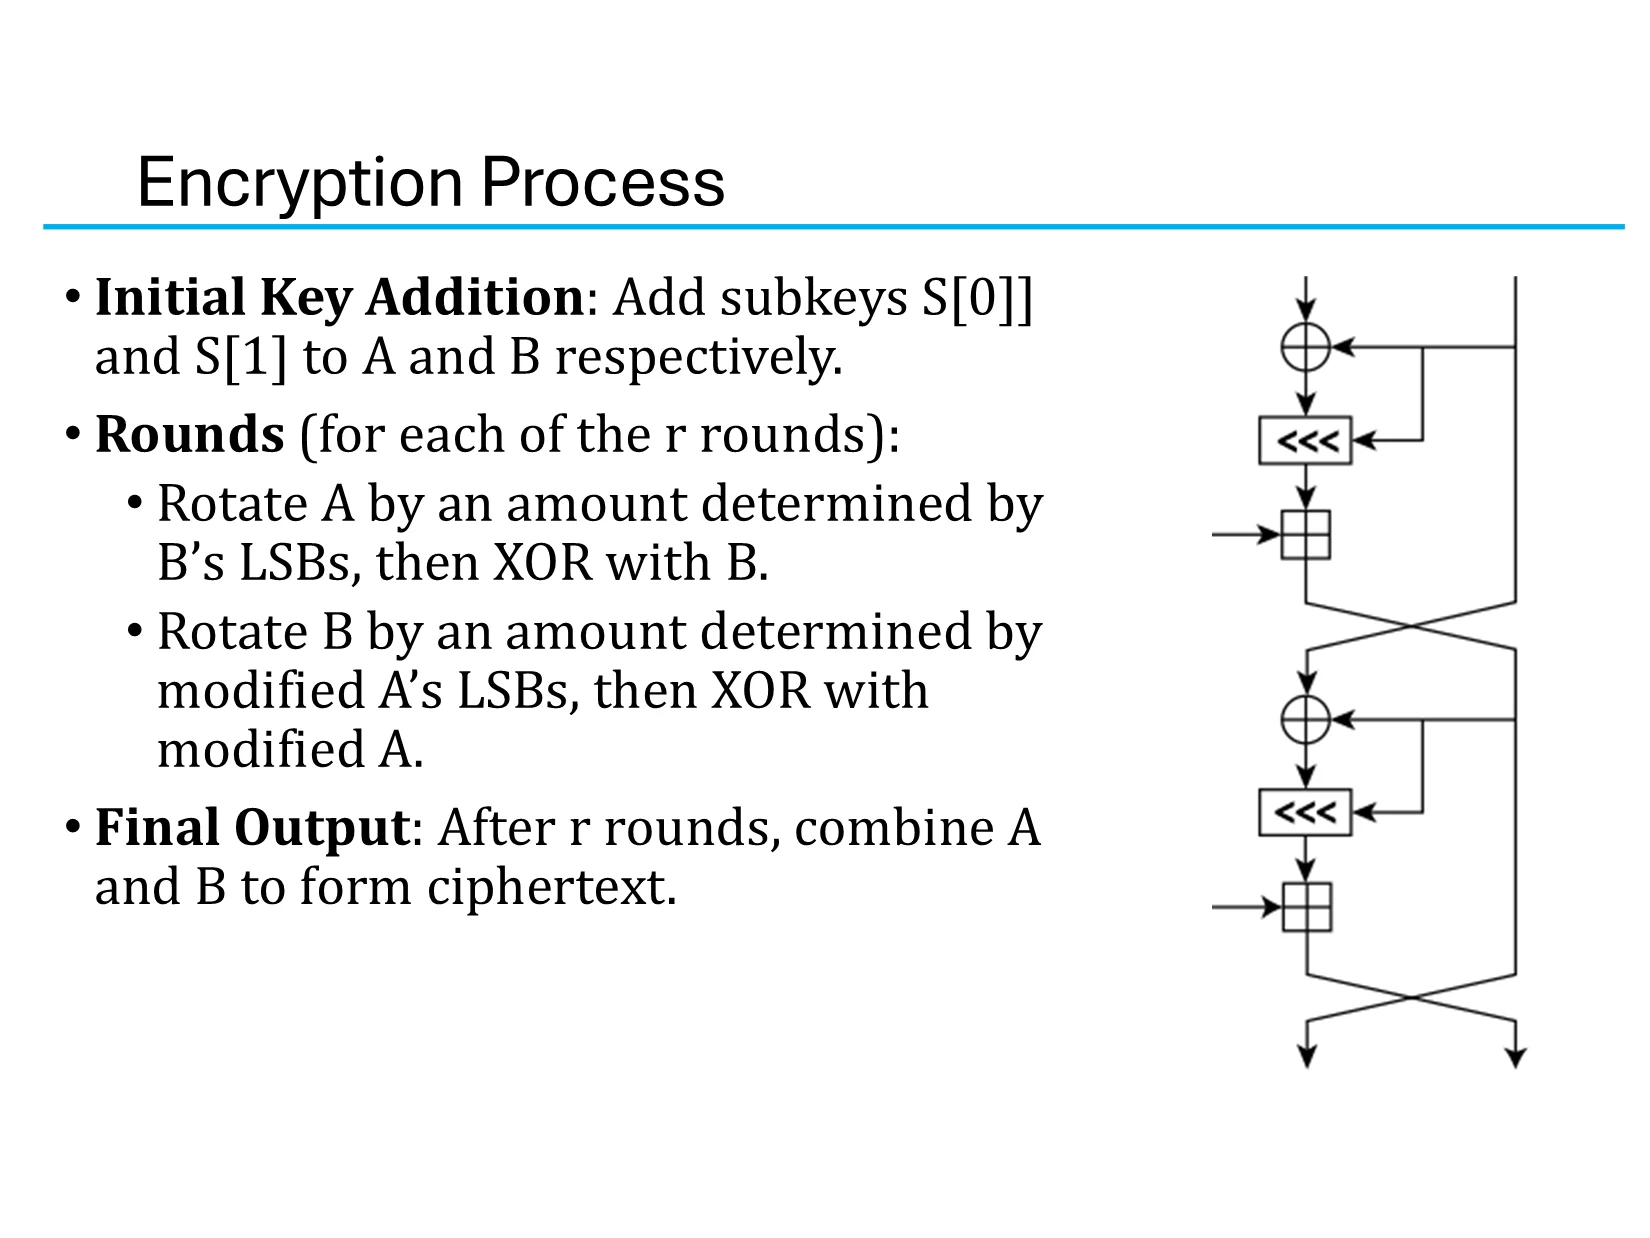 Encryption Process
• Initial Key Addition: Add subkeys S[0]]
and S[1] to A and B respectively.
• Rounds (for each of the r rounds):
• Rotate A by an amount determined by
B’s LSBs, then XOR with B.
• Rotate B by an amount determined by
modified A’s LSBs, then XOR with
modified A.
• Final Output: After r rounds, combine A
and B to form ciphertext.
<<<
<<<